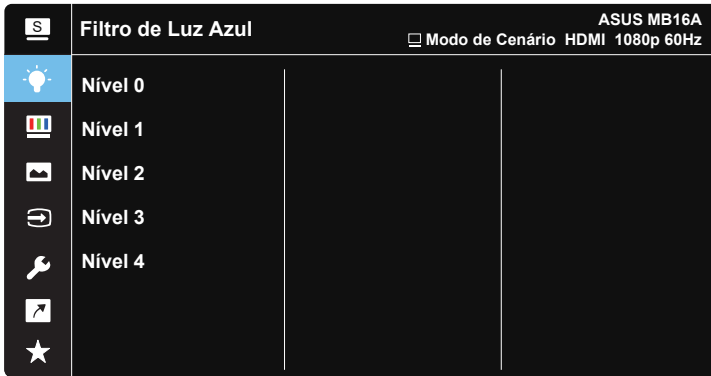 S
Filtro de Luz Azul
ASUS MB16A
Modo de Cenário HDMI 1080p 60Hz
Nível 0
Nível 1
Nível 2
Nível 3
Nível 4